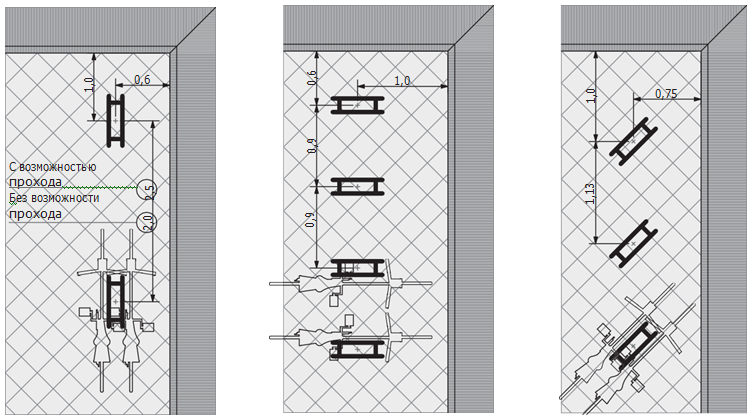 1,0
0,6
С возможностью
прохода
2,5
Без возможности
прохода
2,0
0,6
1,0
0,9
0,9
1,0
0,75
1,13